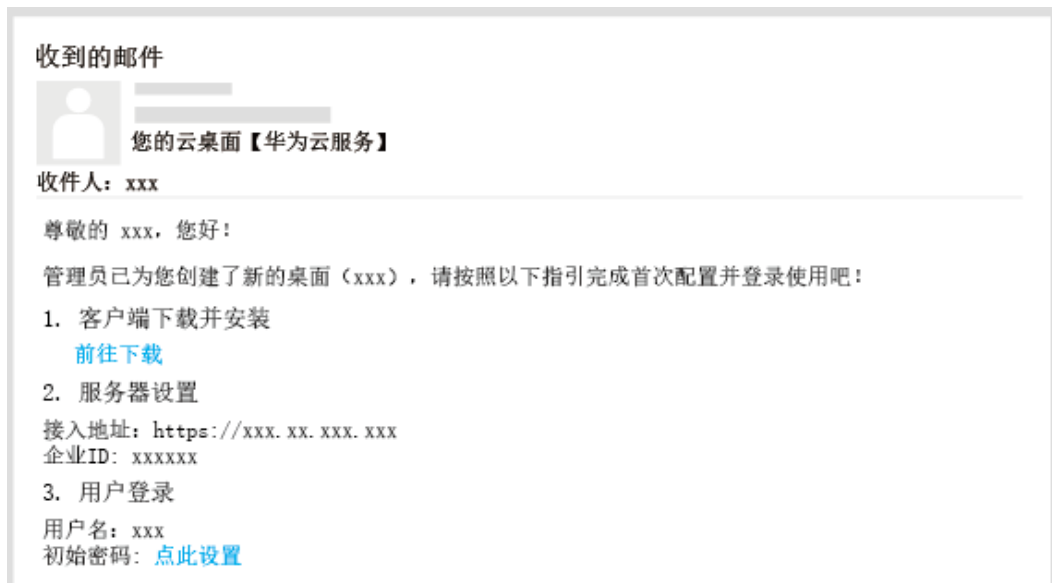 收到的邮件
您的云桌面【华为云服务】
收件人：xxx
尊敬的 xxx，您好！
管理员已为您创建了新的桌面（xxx），请按照以下指引完成首次配置并登录使用吧！
1. 客户端下载并安装
前往下载
2. 服务器设置
接入地址：https://xxx.xx.xxx.xxx
企业ID: xxxxxx
3. 用户登录
用户名：xxx
初始密码: 点此设置